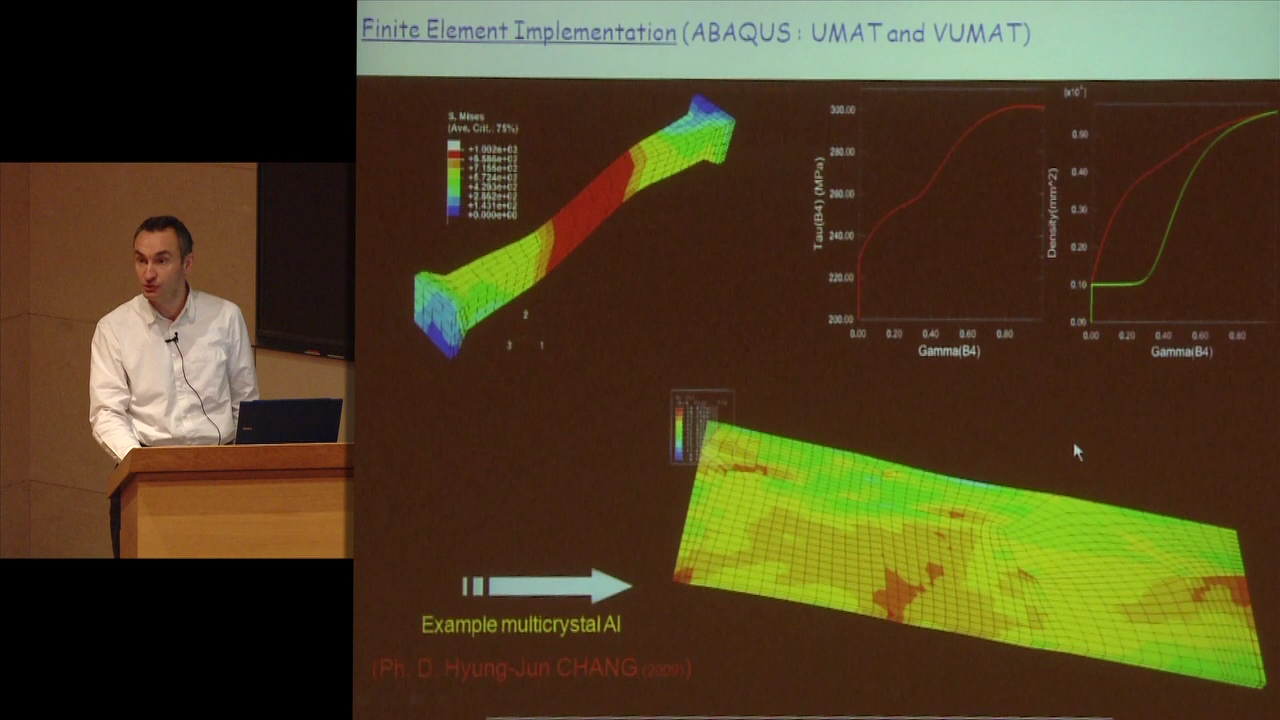 Finite Element Implementation (ABAQUS : UMAT and VUMAT)
S, Mises
(Ave. Crit.: 75%)
+1.002e+03
+8.586e+02
+7.155e+02
+5.724e+02
+4.293e+02
+2.862e+02
+1.431e+02
+0.000e+00
2
3
1
Tau(B4) (MPa)
300.00
280.00
260.00
240.00
220.00
200.00
0.00 0.20 0.40 0.60 0.80
Gamma(B4)
Density(mm^2)
0.50
0.40
0.30
0.20
0.10
0.00
0.00 0.20 0.40 0.60 0.80
Gamma(B4)
Example multicrystal Al
(Ph. D. Hyung-Jun CHANG (2009))